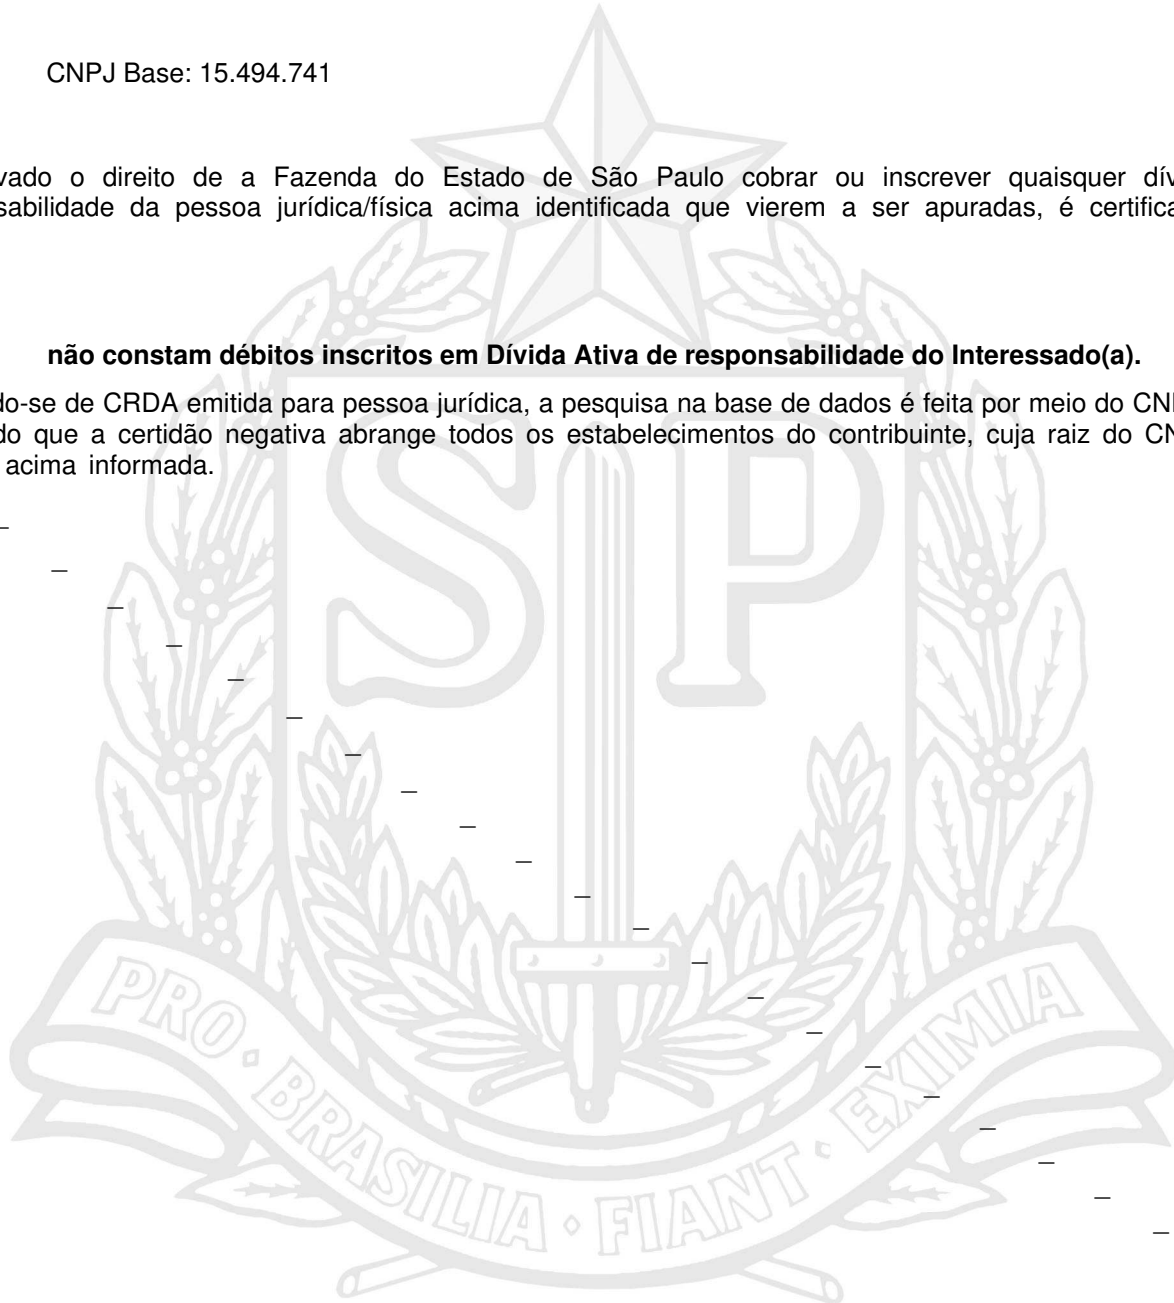 CNPJ Base: 15.494.741
vado o direito de a Fazenda do Estado de São Paulo cobrar ou inscrever quaisquer dív
sabilidade da pessoa jurídica/física acima identificada que vierem a ser apuradas, é certifica
não constam débitos inscritos em Dívida Ativa de responsabilidade do Interessado(a).
do-se de CRDA emitida para pessoa jurídica, a pesquisa na base de dados é feita por meio do CN
do que a certidão negativa abrange todos os estabelecimentos do contribuinte, cuja raiz do CN
acima informada.
SP
PRO • BRASILIA • FIANT • EXIMIA